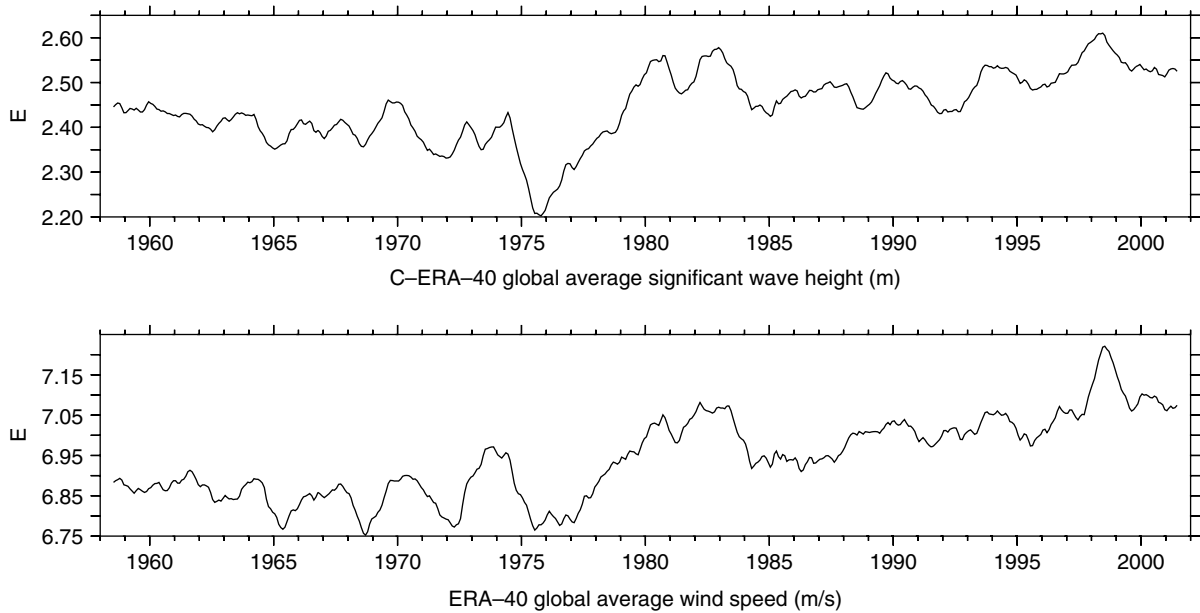 2.60
2.50
2.40
2.30
2.20
E
1960 1965 1970 1975 1980 1985 1990 1995 2000
C–ERA–40 global average significant wave height (m)
7.15
7.05
6.95
6.85
6.75
E
1960 1965 1970 1975 1980 1985 1990 1995 2000
ERA–40 global average wind speed (m/s)